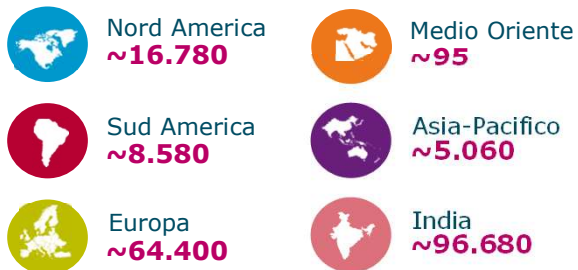 Nord America
~16.780
Medio Oriente
~95
Sud America
~8.580
Asia-Pacifico
~5.060
Europa
~64.400
India
~96.680